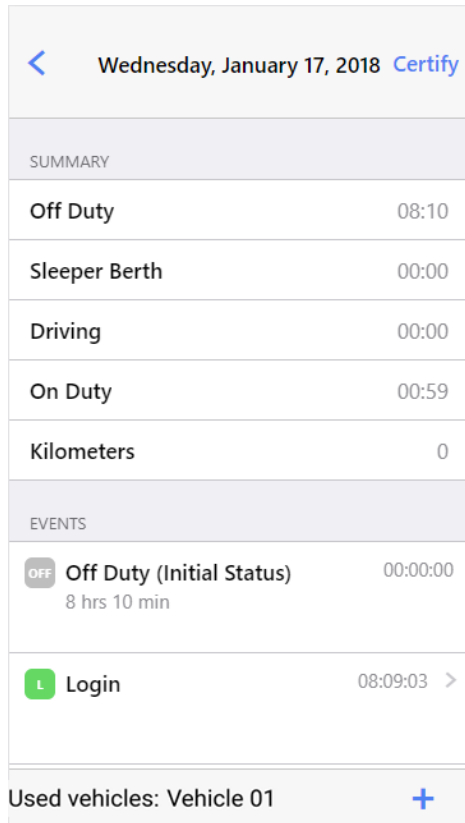 Wednesday, January 17, 2018 Certify
SUMMARY
Off Duty 08:10
Sleeper Berth 00:00
Driving 00:00
On Duty 00:59
Kilometers 0
EVENTS
OFF Off Duty (Initial Status) 00:00:00
8 hrs 10 min
L Login 08:09:03
Used vehicles: Vehicle 01 +